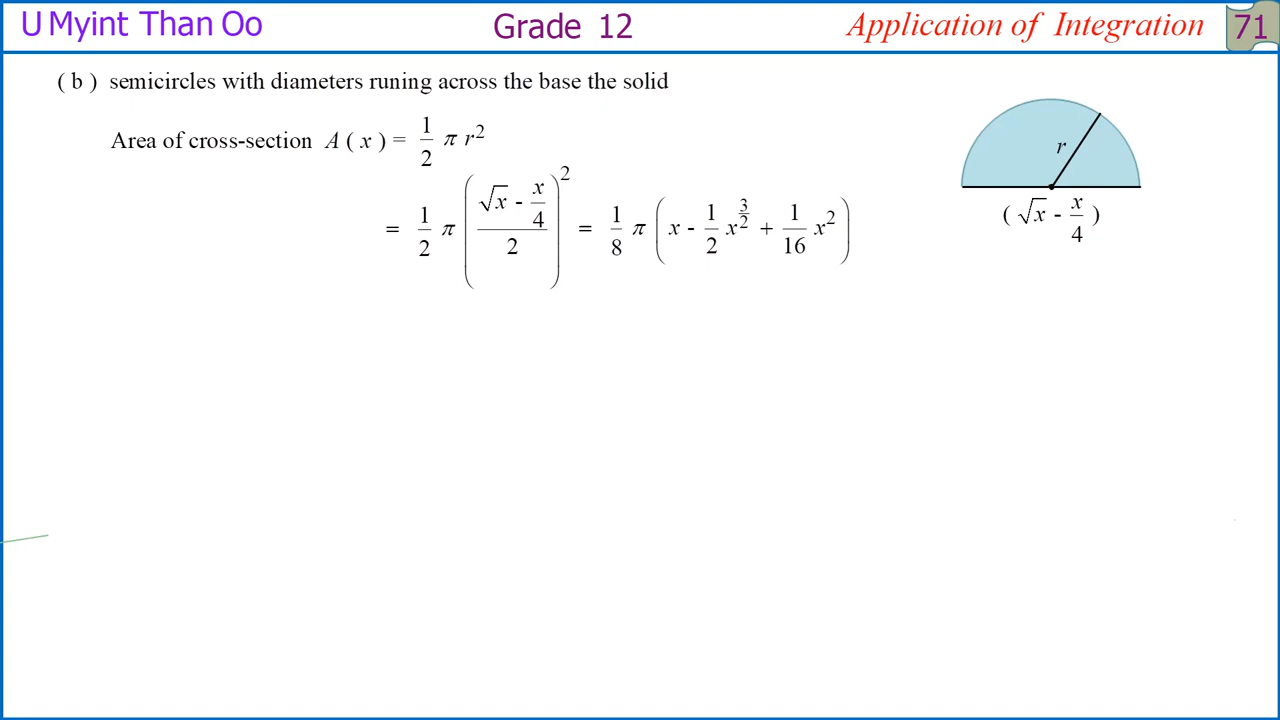 U Myint Than Oo Grade 12 Application of Integration 71
( b ) semicircles with diameters runing across the base the solid
Area of cross-section A ( x ) = 1/2 π r²
= 1/2 π ( (√x - x/4) / 2 )² = 1/8 π ( x - 1/2 x^(3/2) + 1/16 x² )
r
( √x - x/4 )